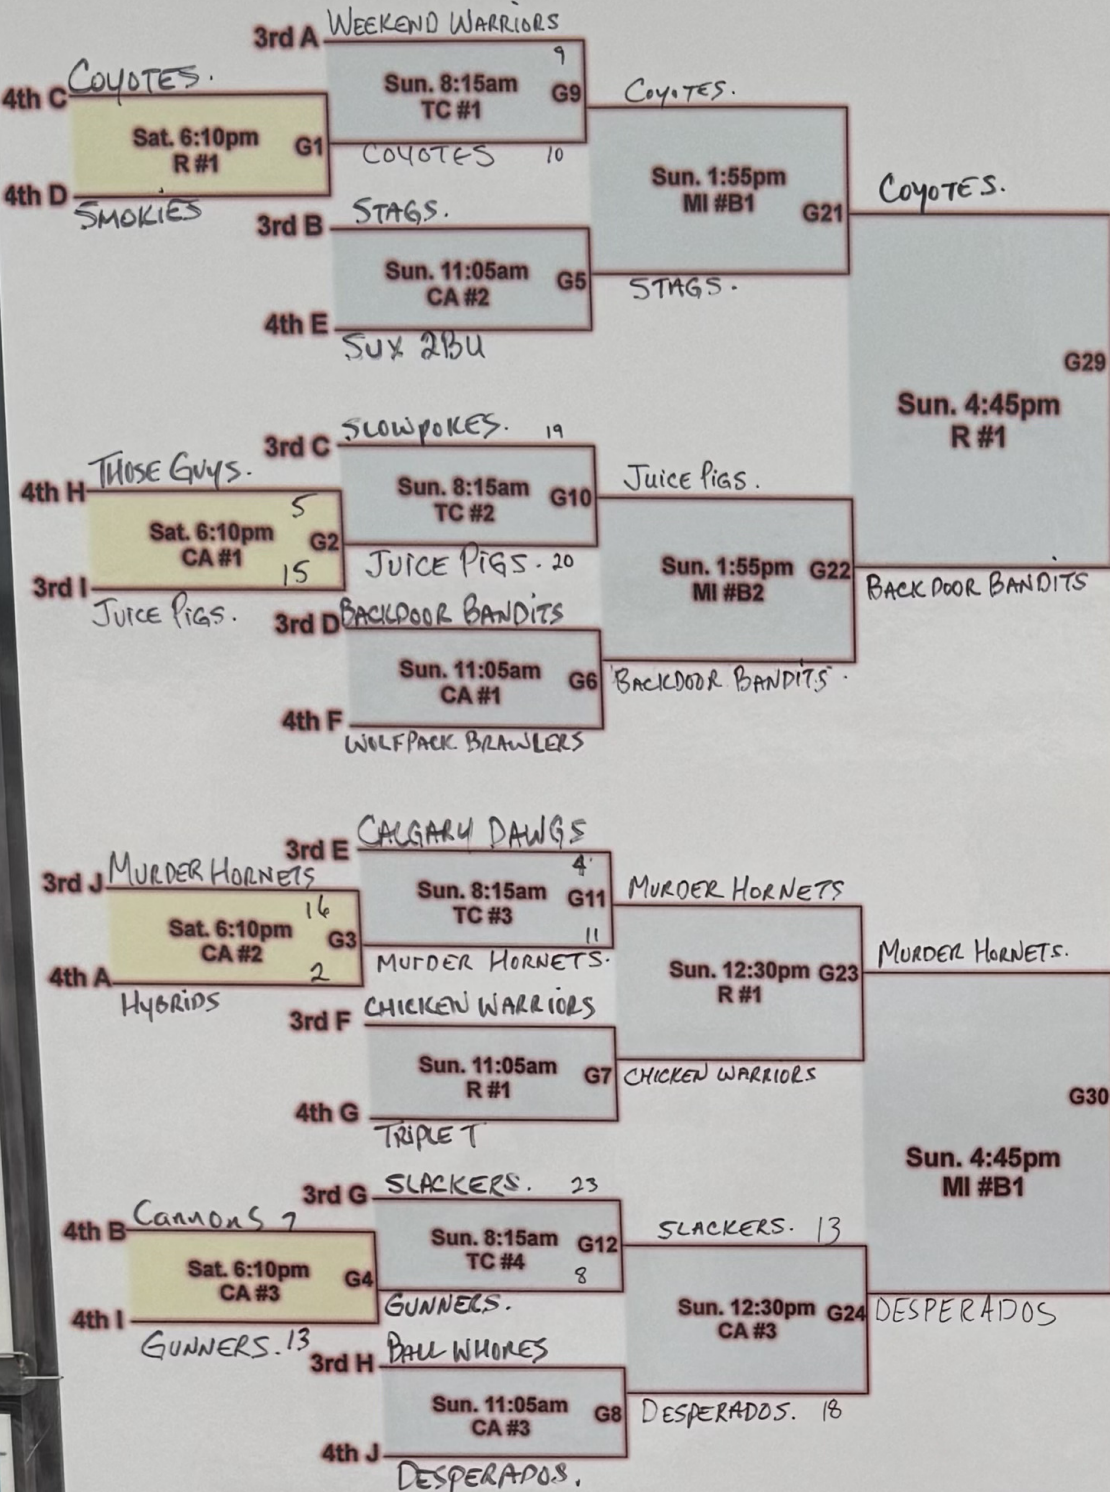 3rd A WEEKEND WARRIORS
9
Sun. 8:15am
TC #1
G9
COYOTES 10
4th C COYOTES.
Sat. 6:10pm
R #1
G1
4th D SMOKIES
3rd B STAGS.
Sun. 11:05am
CA #2
G5
4th E SUX 2BU
COYOTES.
Sun. 1:55pm
MI #B1
G21
STAGS.
COYOTES.
G29
Sun. 4:45pm
R #1
BACKDOOR BANDITS
3rd C SLOWPOKES. 19
Sun. 8:15am
TC #2
G10
JUICE PIGS. 20
4th H THOSE GUYS.
5
Sat. 6:10pm
CA #1
G2
15
3rd I JUICE PIGS.
3rd D BACKDOOR BANDITS
Sun. 11:05am
CA #1
G6
4th F WOLFPACK BRAWLERS
JUICE PIGS.
Sun. 1:55pm
MI #B2
G22
BACKDOOR BANDITS.
3rd E CALGARY DAWGS
4
Sun. 8:15am
TC #3
G11
11
MURDER HORNETS.
3rd J MURDER HORNETS
16
Sat. 6:10pm
CA #2
G3
2
4th A HYBRIDS
3rd F CHICKEN WARRIORS
Sun. 11:05am
R #1
G7
4th G TRIPLE T
MURDER HORNETS
Sun. 12:30pm
R #1
G23
CHICKEN WARRIORS
MURDER HORNETS.
G30
Sun. 4:45pm
MI #B1
DESPERADOS
3rd G SLACKERS. 23
Sun. 8:15am
TC #4
G12
8
GUNNERS.
4th B Cannons 7
Sat. 6:10pm
CA #3
G4
4th I GUNNERS. 13
3rd H BALL WHORES
Sun. 11:05am
CA #3
G8
4th J DESPERADOS.
SLACKERS. 13
Sun. 12:30pm
CA #3
G24
DESPERADOS. 18